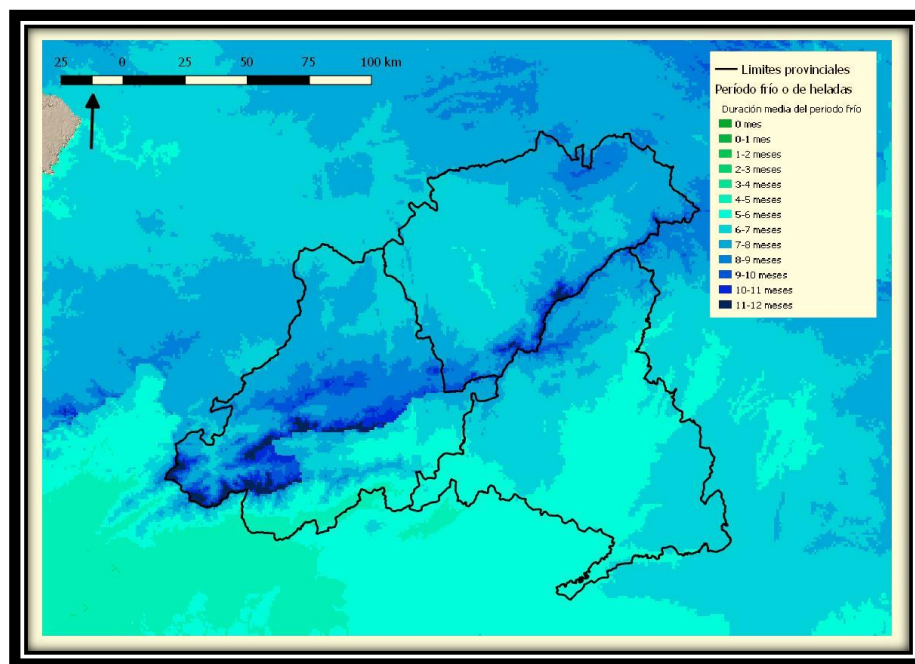 25 0 25 50 75 100 km
Limites provinciales
Período frío o de heladas
Duración media del periodo frío
0 mes
0-1 mes
1-2 meses
2-3 meses
3-4 meses
4-5 meses
5-6 meses
6-7 meses
7-8 meses
8-9 meses
9-10 meses
10-11 meses
11-12 meses